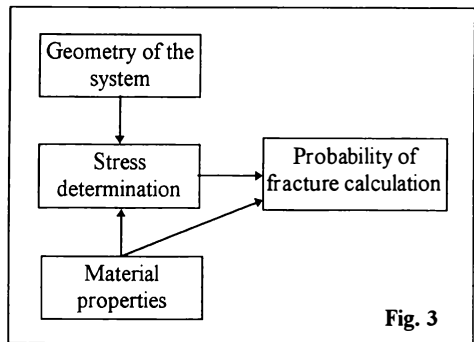 Geometry of the
system
Stress
determination
Probability of
fracture calculation
Material
properties
Fig. 3